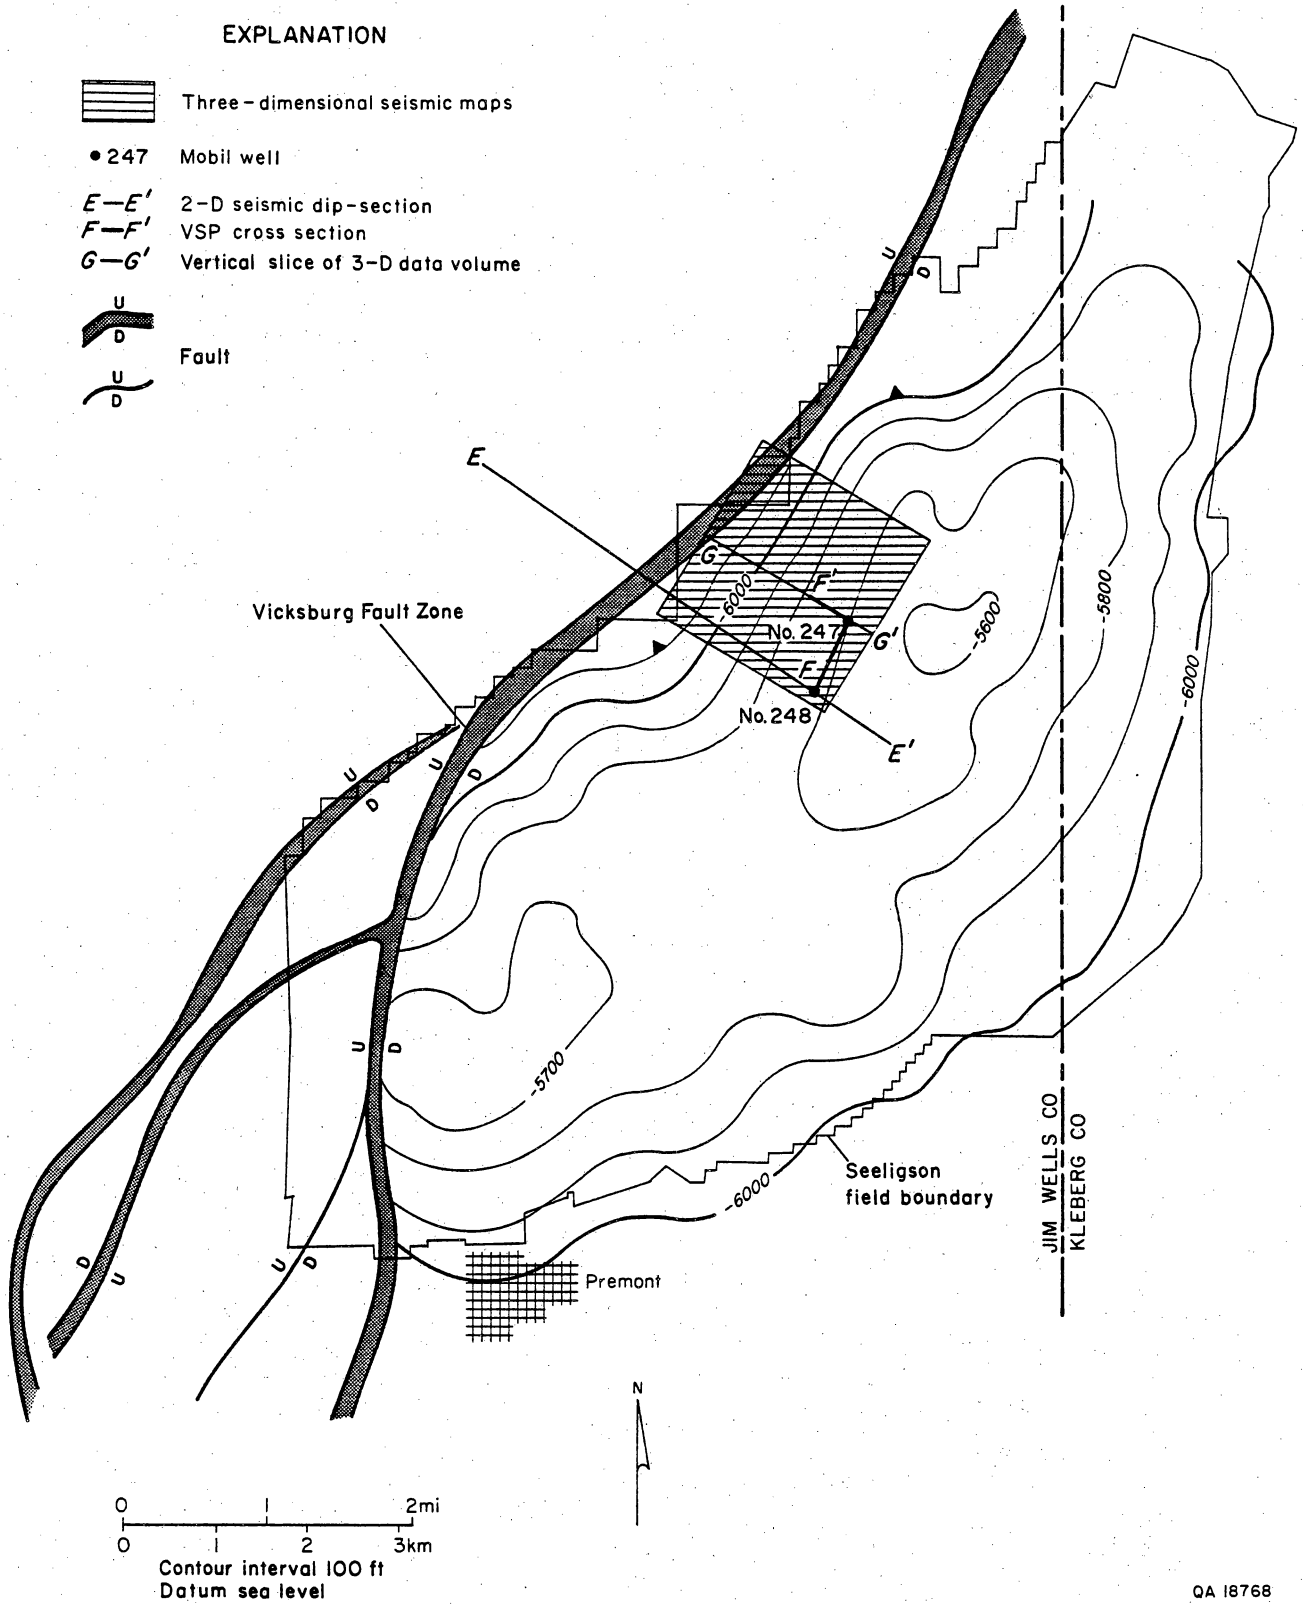 EXPLANATION
Three-dimensional seismic maps
247 Mobil well
E—E' 2-D seismic dip-section
F—F' VSP cross section
G—G' Vertical slice of 3-D data volume
U
D
Fault
U
D
U
D
E
G
-6000
F'
No. 247
G'
F
No. 248
E'
-5600
-5800
-6000
Vicksburg Fault Zone
U
D
U
D
U
D
-5700
JIM WELLS CO
KLEBERG CO
Seeligson
field boundary
-6000
D
U
U
D
Premont
N
0 1 2mi
0 1 2 3km
Contour interval 100 ft
Datum sea level
QA 18768